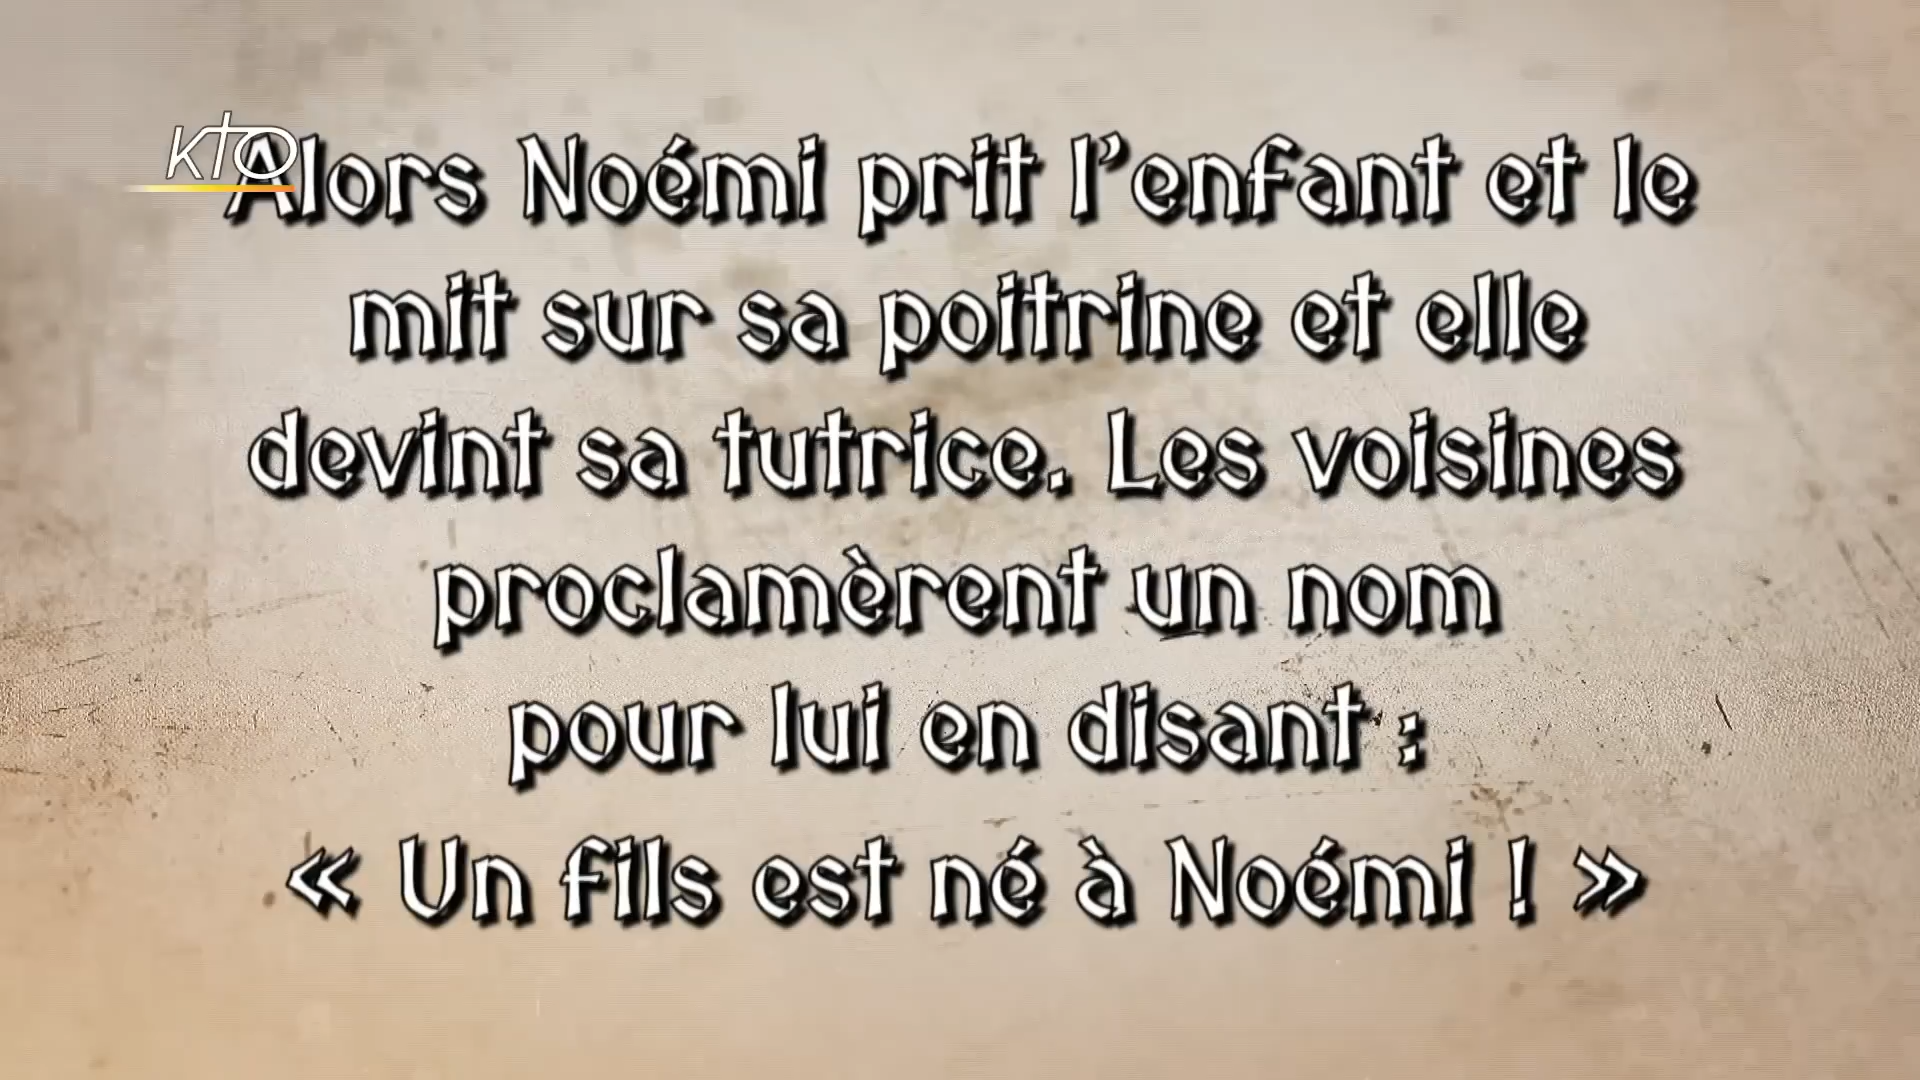 KTO
Alors Noémi prit l’enfant et le
mit sur sa poitrine et elle
devint sa tutrice. Les voisines
proclamèrent un nom
pour lui en disant :
« Un fils est né à Noémi ! »